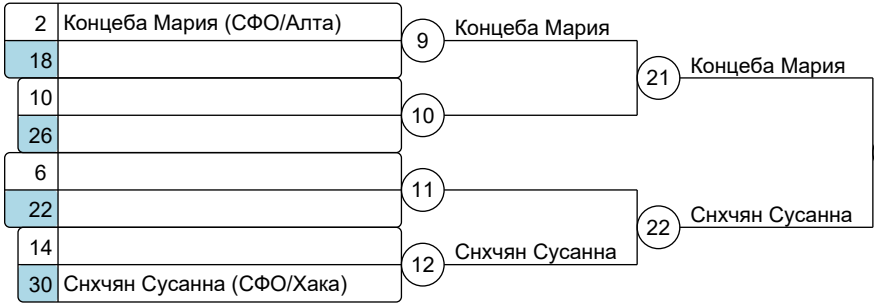 2 Концеба Мария (СФО/Алта)
18
10
26
6
22
14
30 Снхчян Сусанна (СФО/Хака)
9 Концеба Мария
10
11
12 Снхчян Сусанна
21 Концеба Мария
22 Снхчян Сусанна